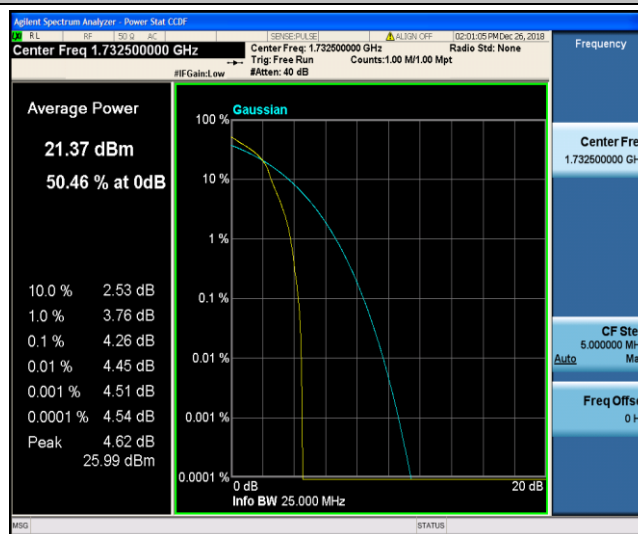 Agilent Spectrum Analyzer - Power Stat CCDF
RL RF 50 Ω AC SENSE:PULSE ALIGN OFF 02:01:05 PM Dec 26, 2018
Center Freq 1.732500000 GHz
Center Freq: 1.732500000 GHz Radio Std: None
Trig: Free Run Counts:1.00 M/1.00 Mpt
#IFGain:Low #Atten: 40 dB
Frequency
Average Power
21.37 dBm
50.46 % at 0dB
10.0 % 2.53 dB
1.0 % 3.76 dB
0.1 % 4.26 dB
0.01 % 4.45 dB
0.001 % 4.51 dB
0.0001 % 4.54 dB
Peak 4.62 dB
25.99 dBm
Gaussian
100 %
10 %
1 %
0.1 %
0.01 %
0.001 %
0.0001 %
0 dB 20 dB
Info BW 25.000 MHz
Center Fre
1.732500000 GH
CF Ste
5.000000 MH
Auto Ma
Freq Offse
0 H
MSG STATUS